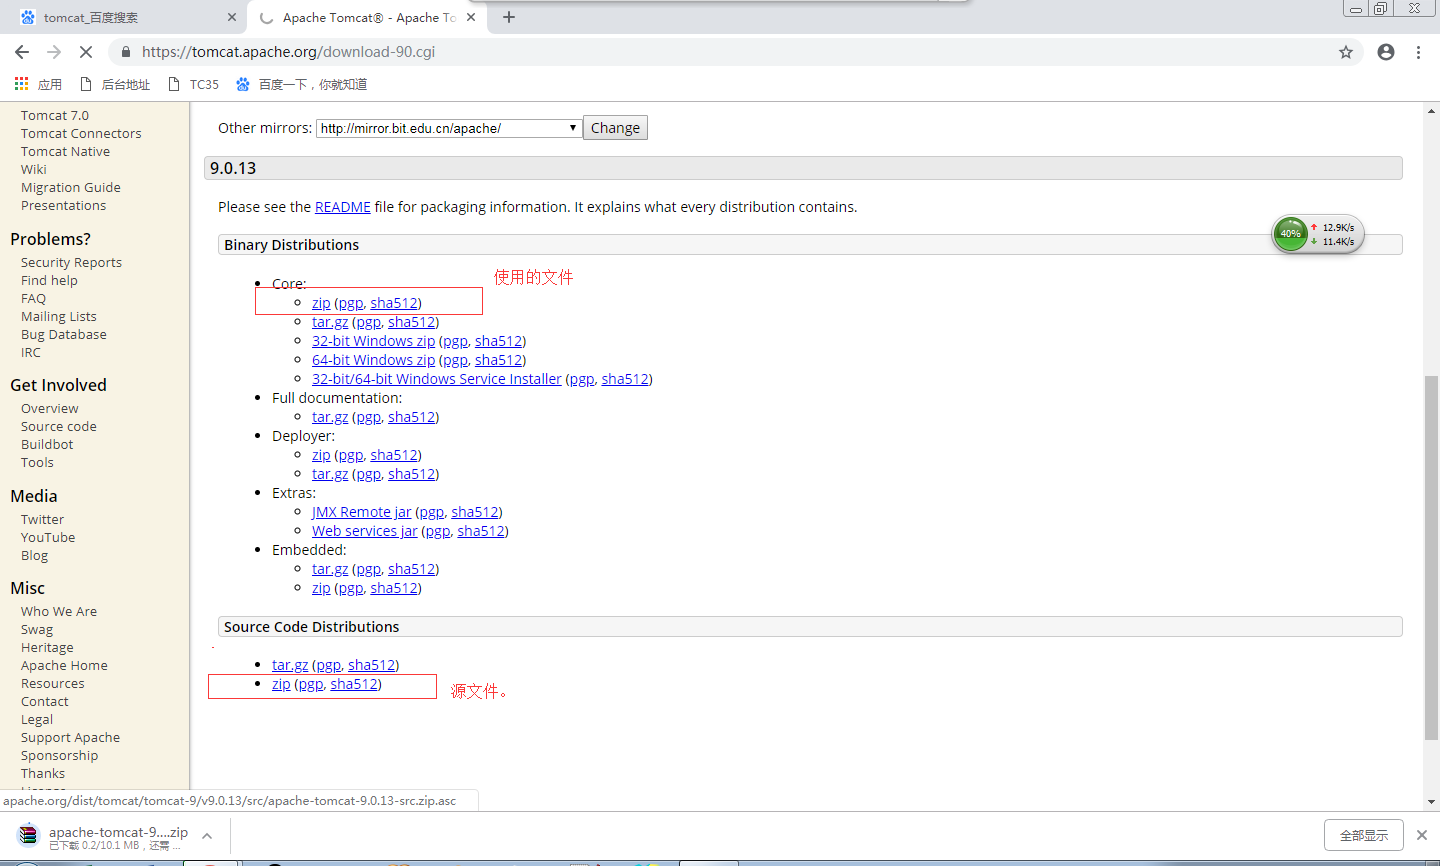 tomcat_百度搜索
Apache Tomcat® - Apache To
https://tomcat.apache.org/download-90.cgi
应用 后台地址 TC35 百度一下，你就知道
Tomcat 7.0
Tomcat Connectors
Tomcat Native
Wiki
Migration Guide
Presentations
Problems?
Security Reports
Find help
FAQ
Mailing Lists
Bug Database
IRC
Get Involved
Overview
Source code
Buildbot
Tools
Media
Twitter
YouTube
Blog
Misc
Who We Are
Swag
Heritage
Apache Home
Resources
Contact
Legal
Support Apache
Sponsorship
Thanks
Other mirrors: http://mirror.bit.edu.cn/apache/ Change
9.0.13
Please see the README file for packaging information. It explains what every distribution contains.
40% 12.9K/s
11.4K/s
Binary Distributions
使用的文件
Core:
zip (pgp, sha512)
tar.gz (pgp, sha512)
32-bit Windows zip (pgp, sha512)
64-bit Windows zip (pgp, sha512)
32-bit/64-bit Windows Service Installer (pgp, sha512)
Full documentation:
tar.gz (pgp, sha512)
Deployer:
zip (pgp, sha512)
tar.gz (pgp, sha512)
Extras:
JMX Remote jar (pgp, sha512)
Web services jar (pgp, sha512)
Embedded:
tar.gz (pgp, sha512)
zip (pgp, sha512)
Source Code Distributions
tar.gz (pgp, sha512)
zip (pgp, sha512)
源文件。
apache.org/dist/tomcat/tomcat-9/v9.0.13/src/apache-tomcat-9.0.13-src.zip.asc
apache-tomcat-9....zip
已下载 0.2/10.1 MB，还需 ...
全部显示